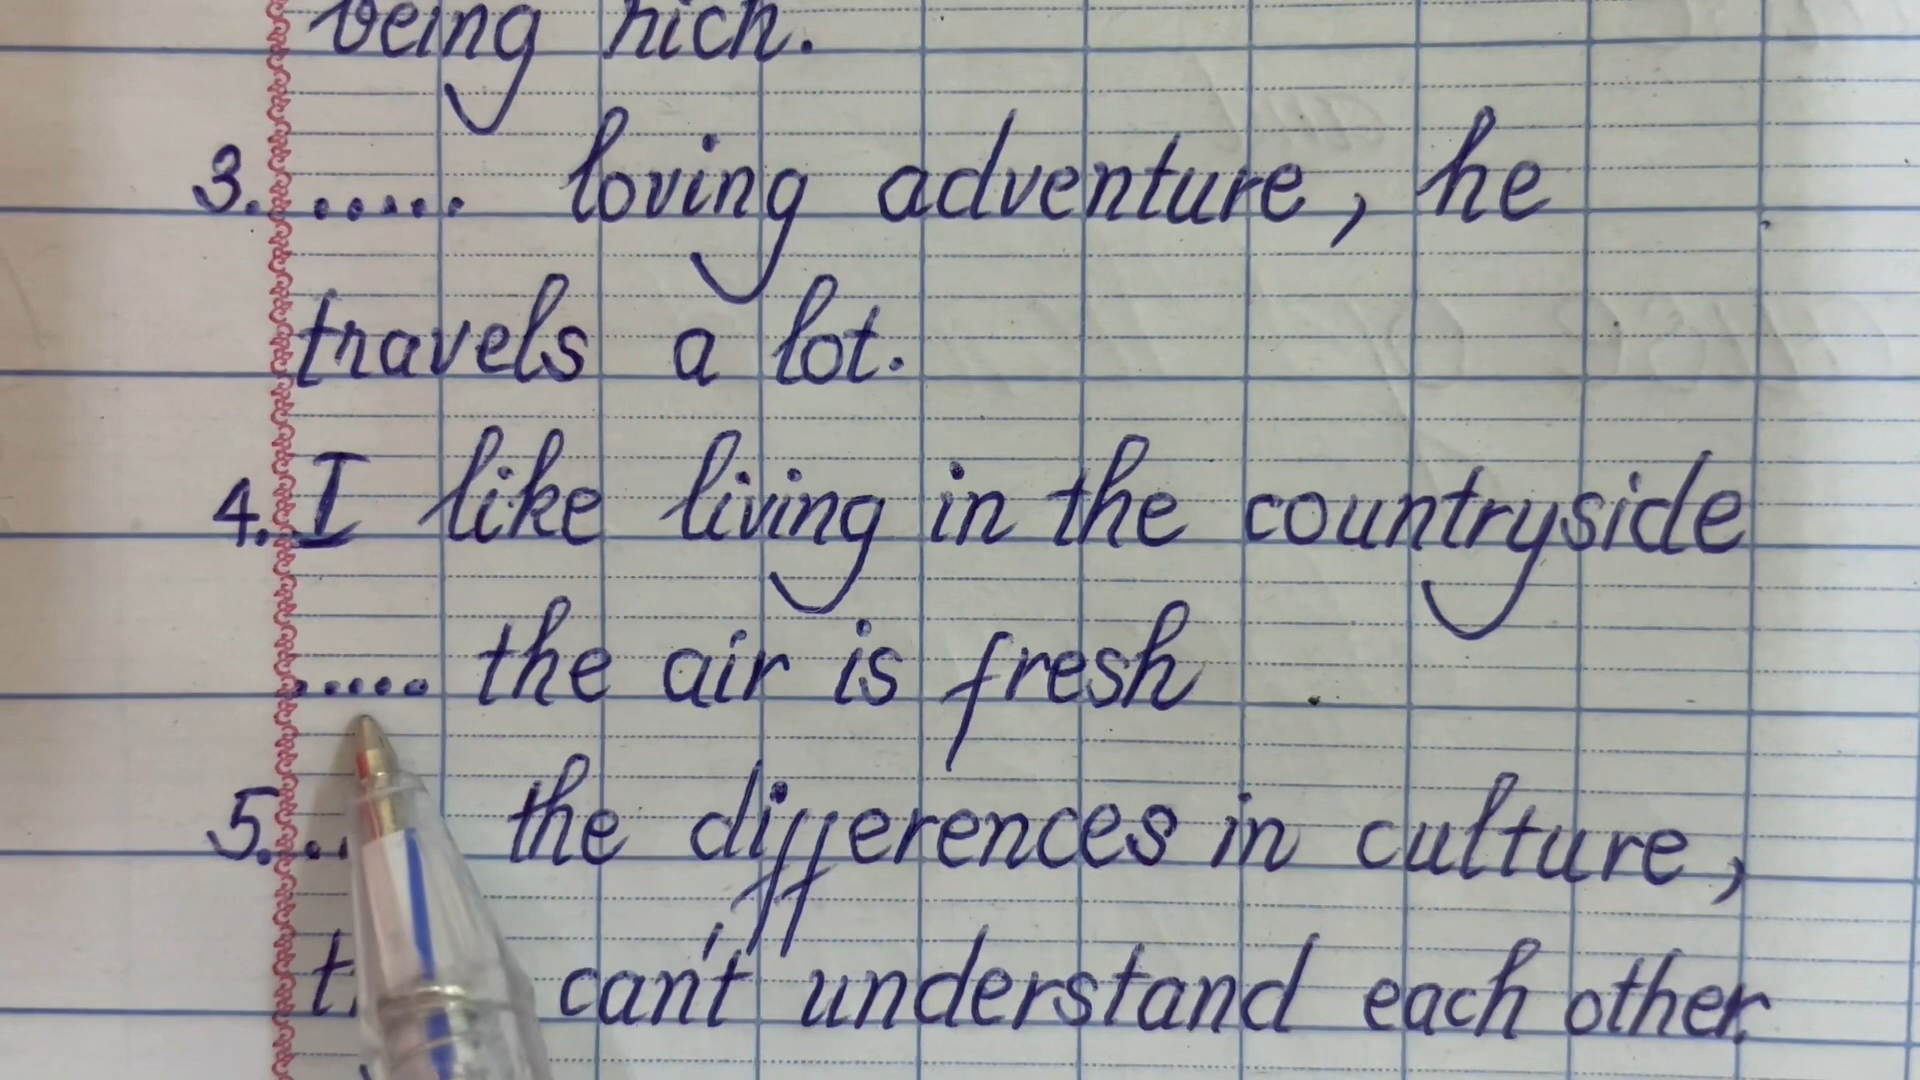 being rich.
3. ..... loving adventure, he
travels a lot.
4. I like living in the countryside
..... the air is fresh .
5. ... the differences in culture,
can't understand each other.